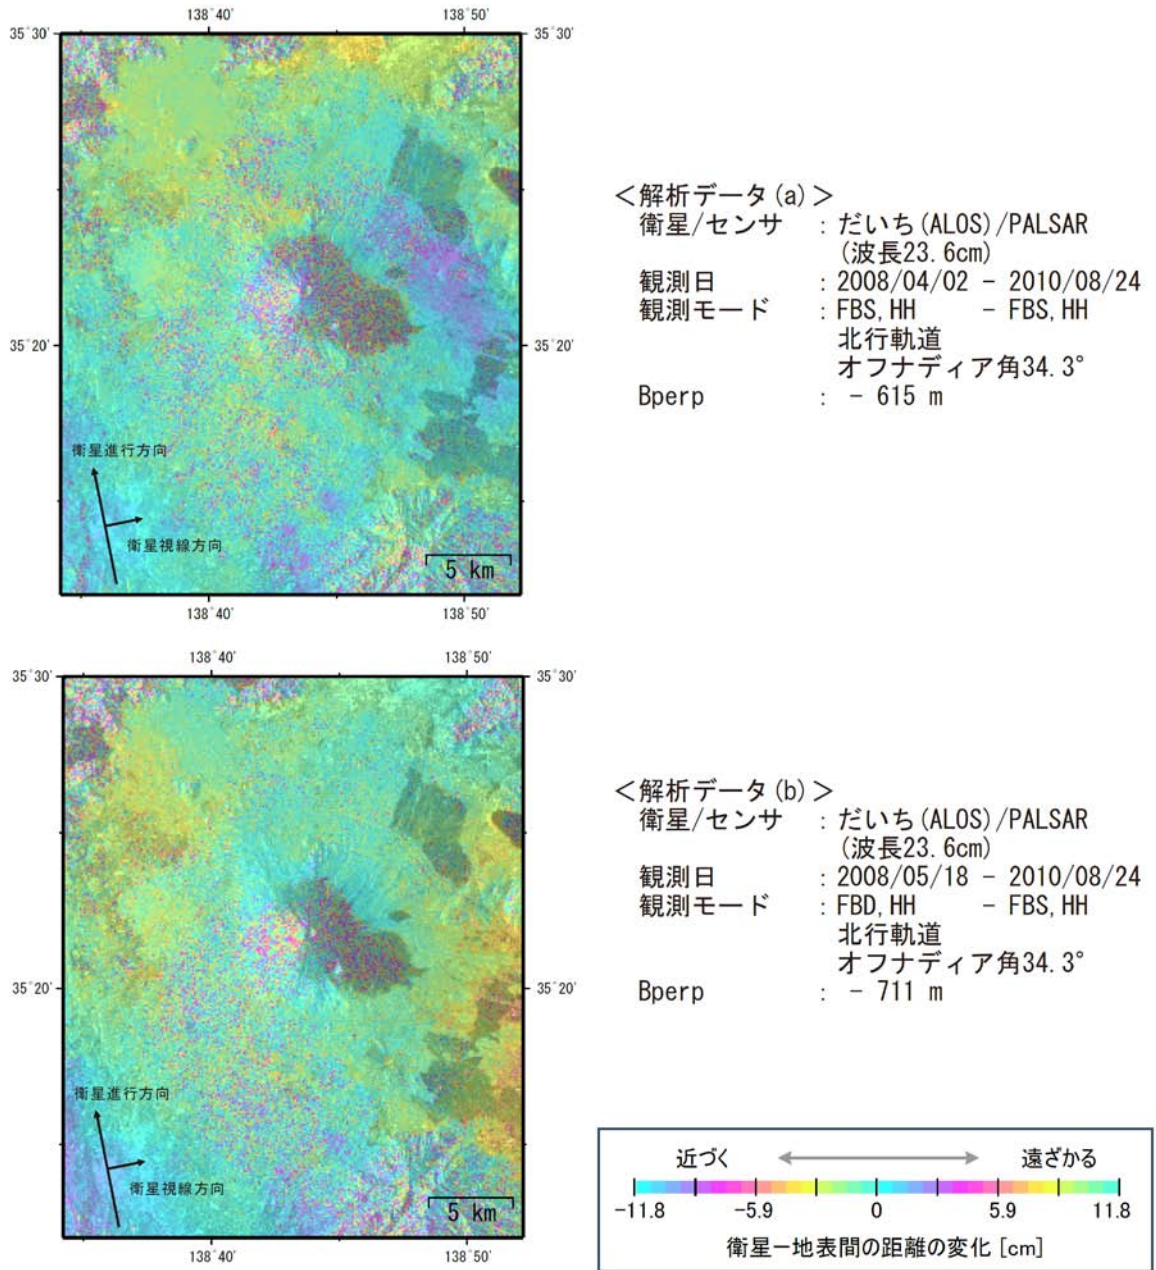 138°40' 138°50'
35°30' 35°30'
35°20' 35°20'
衛星進行方向
衛星視線方向
5 km
138°40' 138°50'
<解析データ(a)>
衛星/センサ : だいち(ALOS)/PALSAR
(波長23.6cm)
観測日 : 2008/04/02 - 2010/08/24
観測モード : FBS,HH - FBS,HH
北行軌道
オフナディア角34.3°
Bperp : - 615 m
138°40' 138°50'
35°30' 35°30'
35°20' 35°20'
衛星進行方向
衛星視線方向
5 km
138°40'
<解析データ(b)>
衛星/センサ : だいち(ALOS)/PALSAR
(波長23.6cm)
観測日 : 2008/05/18 - 2010/08/24
観測モード : FBD,HH - FBS,HH
北行軌道
オフナディア角34.3°
Bperp : - 711 m
近づく 遠ざかる
-11.8 -5.9 0 5.9 11.8
衛星-地表間の距離の変化 [cm]